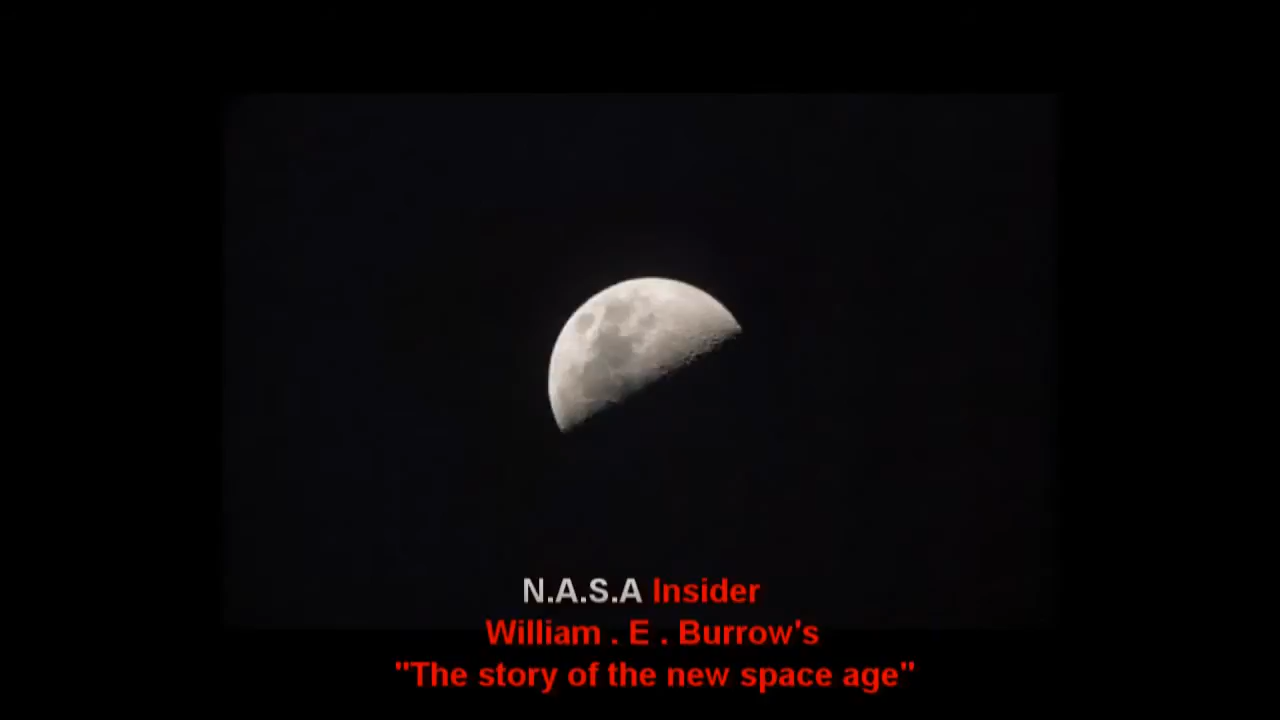 N.A.S.A Insider
William . E . Burrow's
"The story of the new space age"